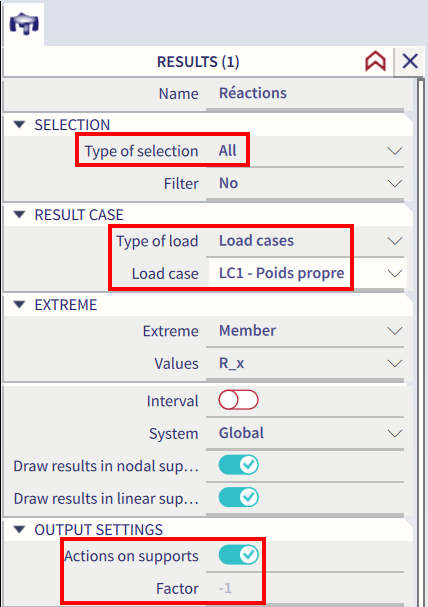 RESULTS (1)
Name Réactions
SELECTION
Type of selection All
Filter No
RESULT CASE
Type of load Load cases
Load case LC1 - Poids propre
EXTREME
Extreme Member
Values R_x
Interval
System Global
Draw results in nodal sup...
Draw results in linear sup...
OUTPUT SETTINGS
Actions on supports
Factor -1